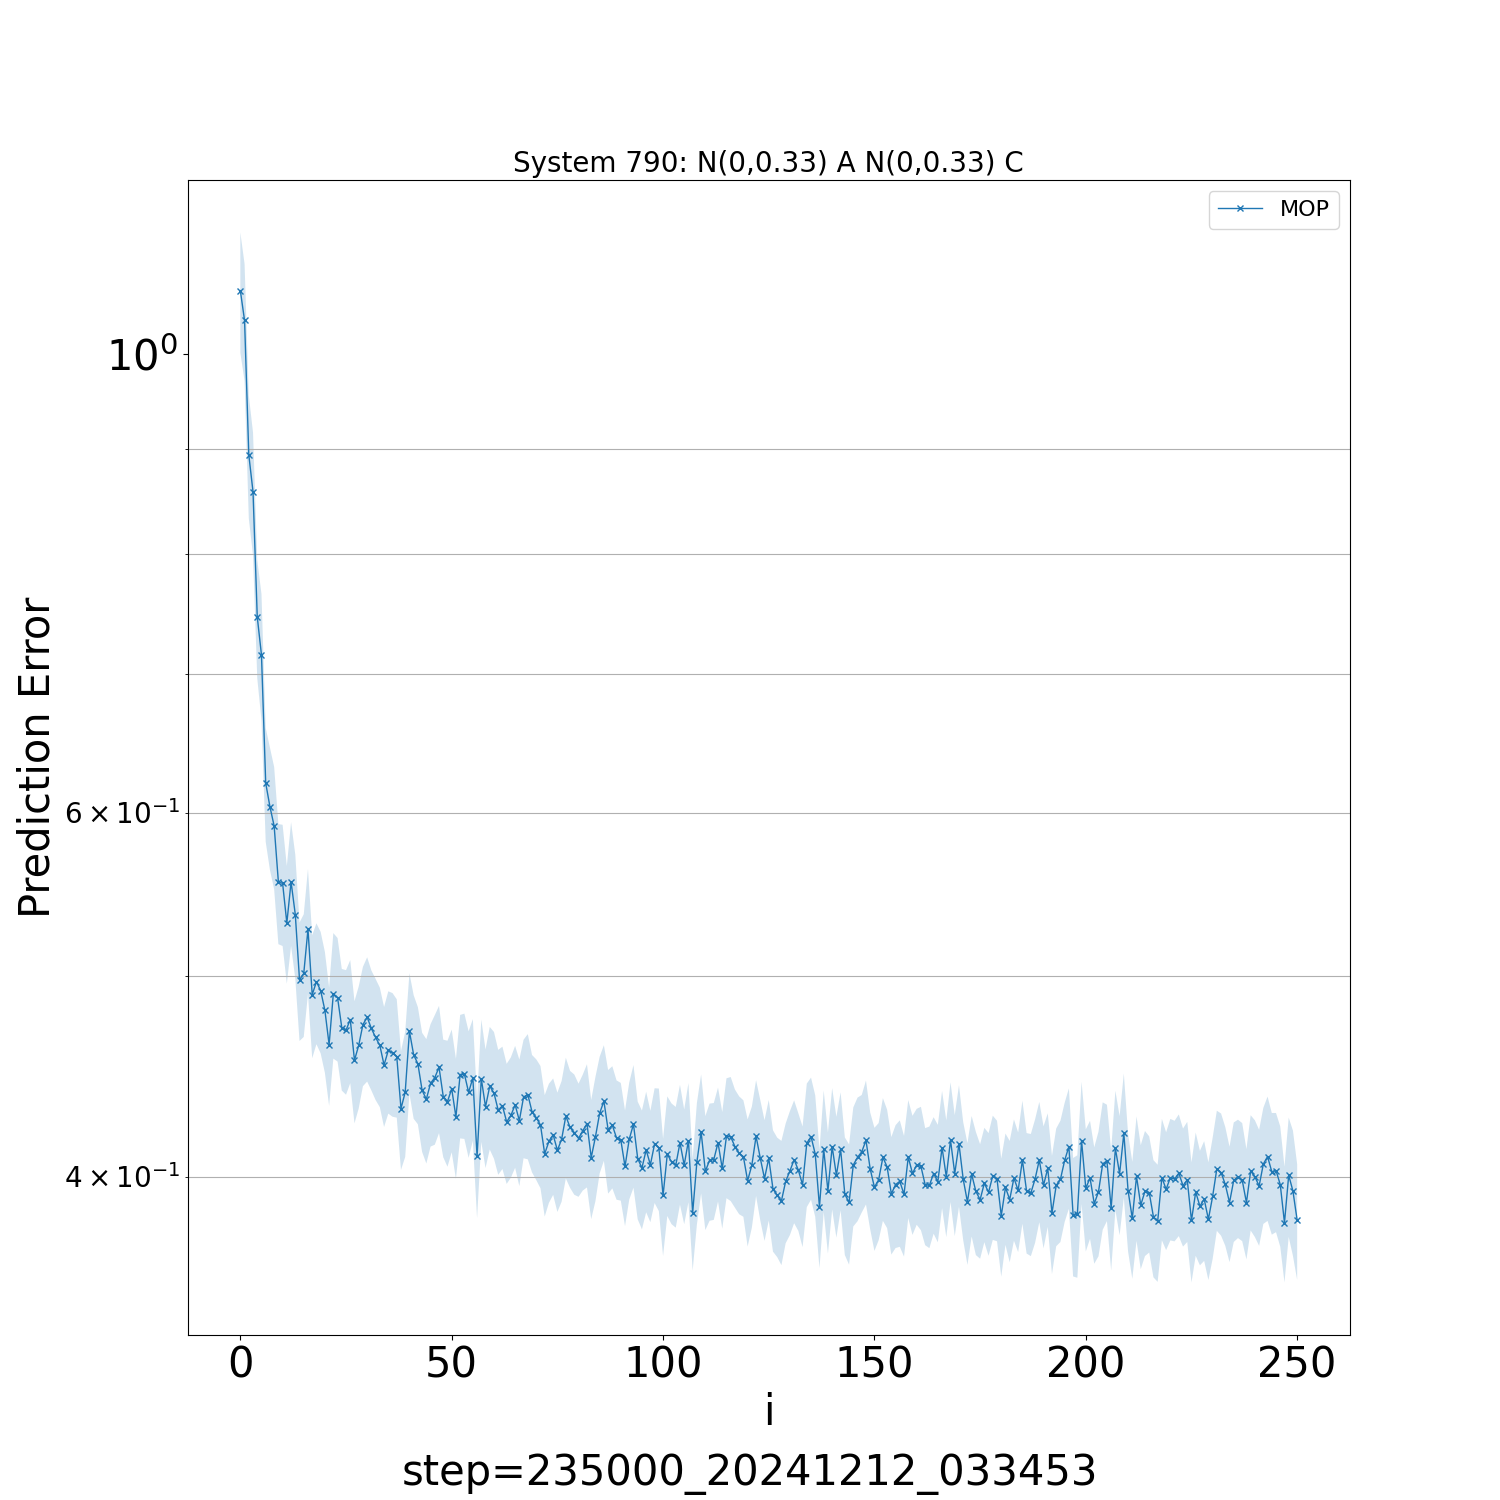 System 790: N(0,0.33) A N(0,0.33) C
MOP
Prediction Error
10⁰
6 × 10⁻¹
4 × 10⁻¹
0 50 100 150 200 250
i
step=235000_20241212_033453